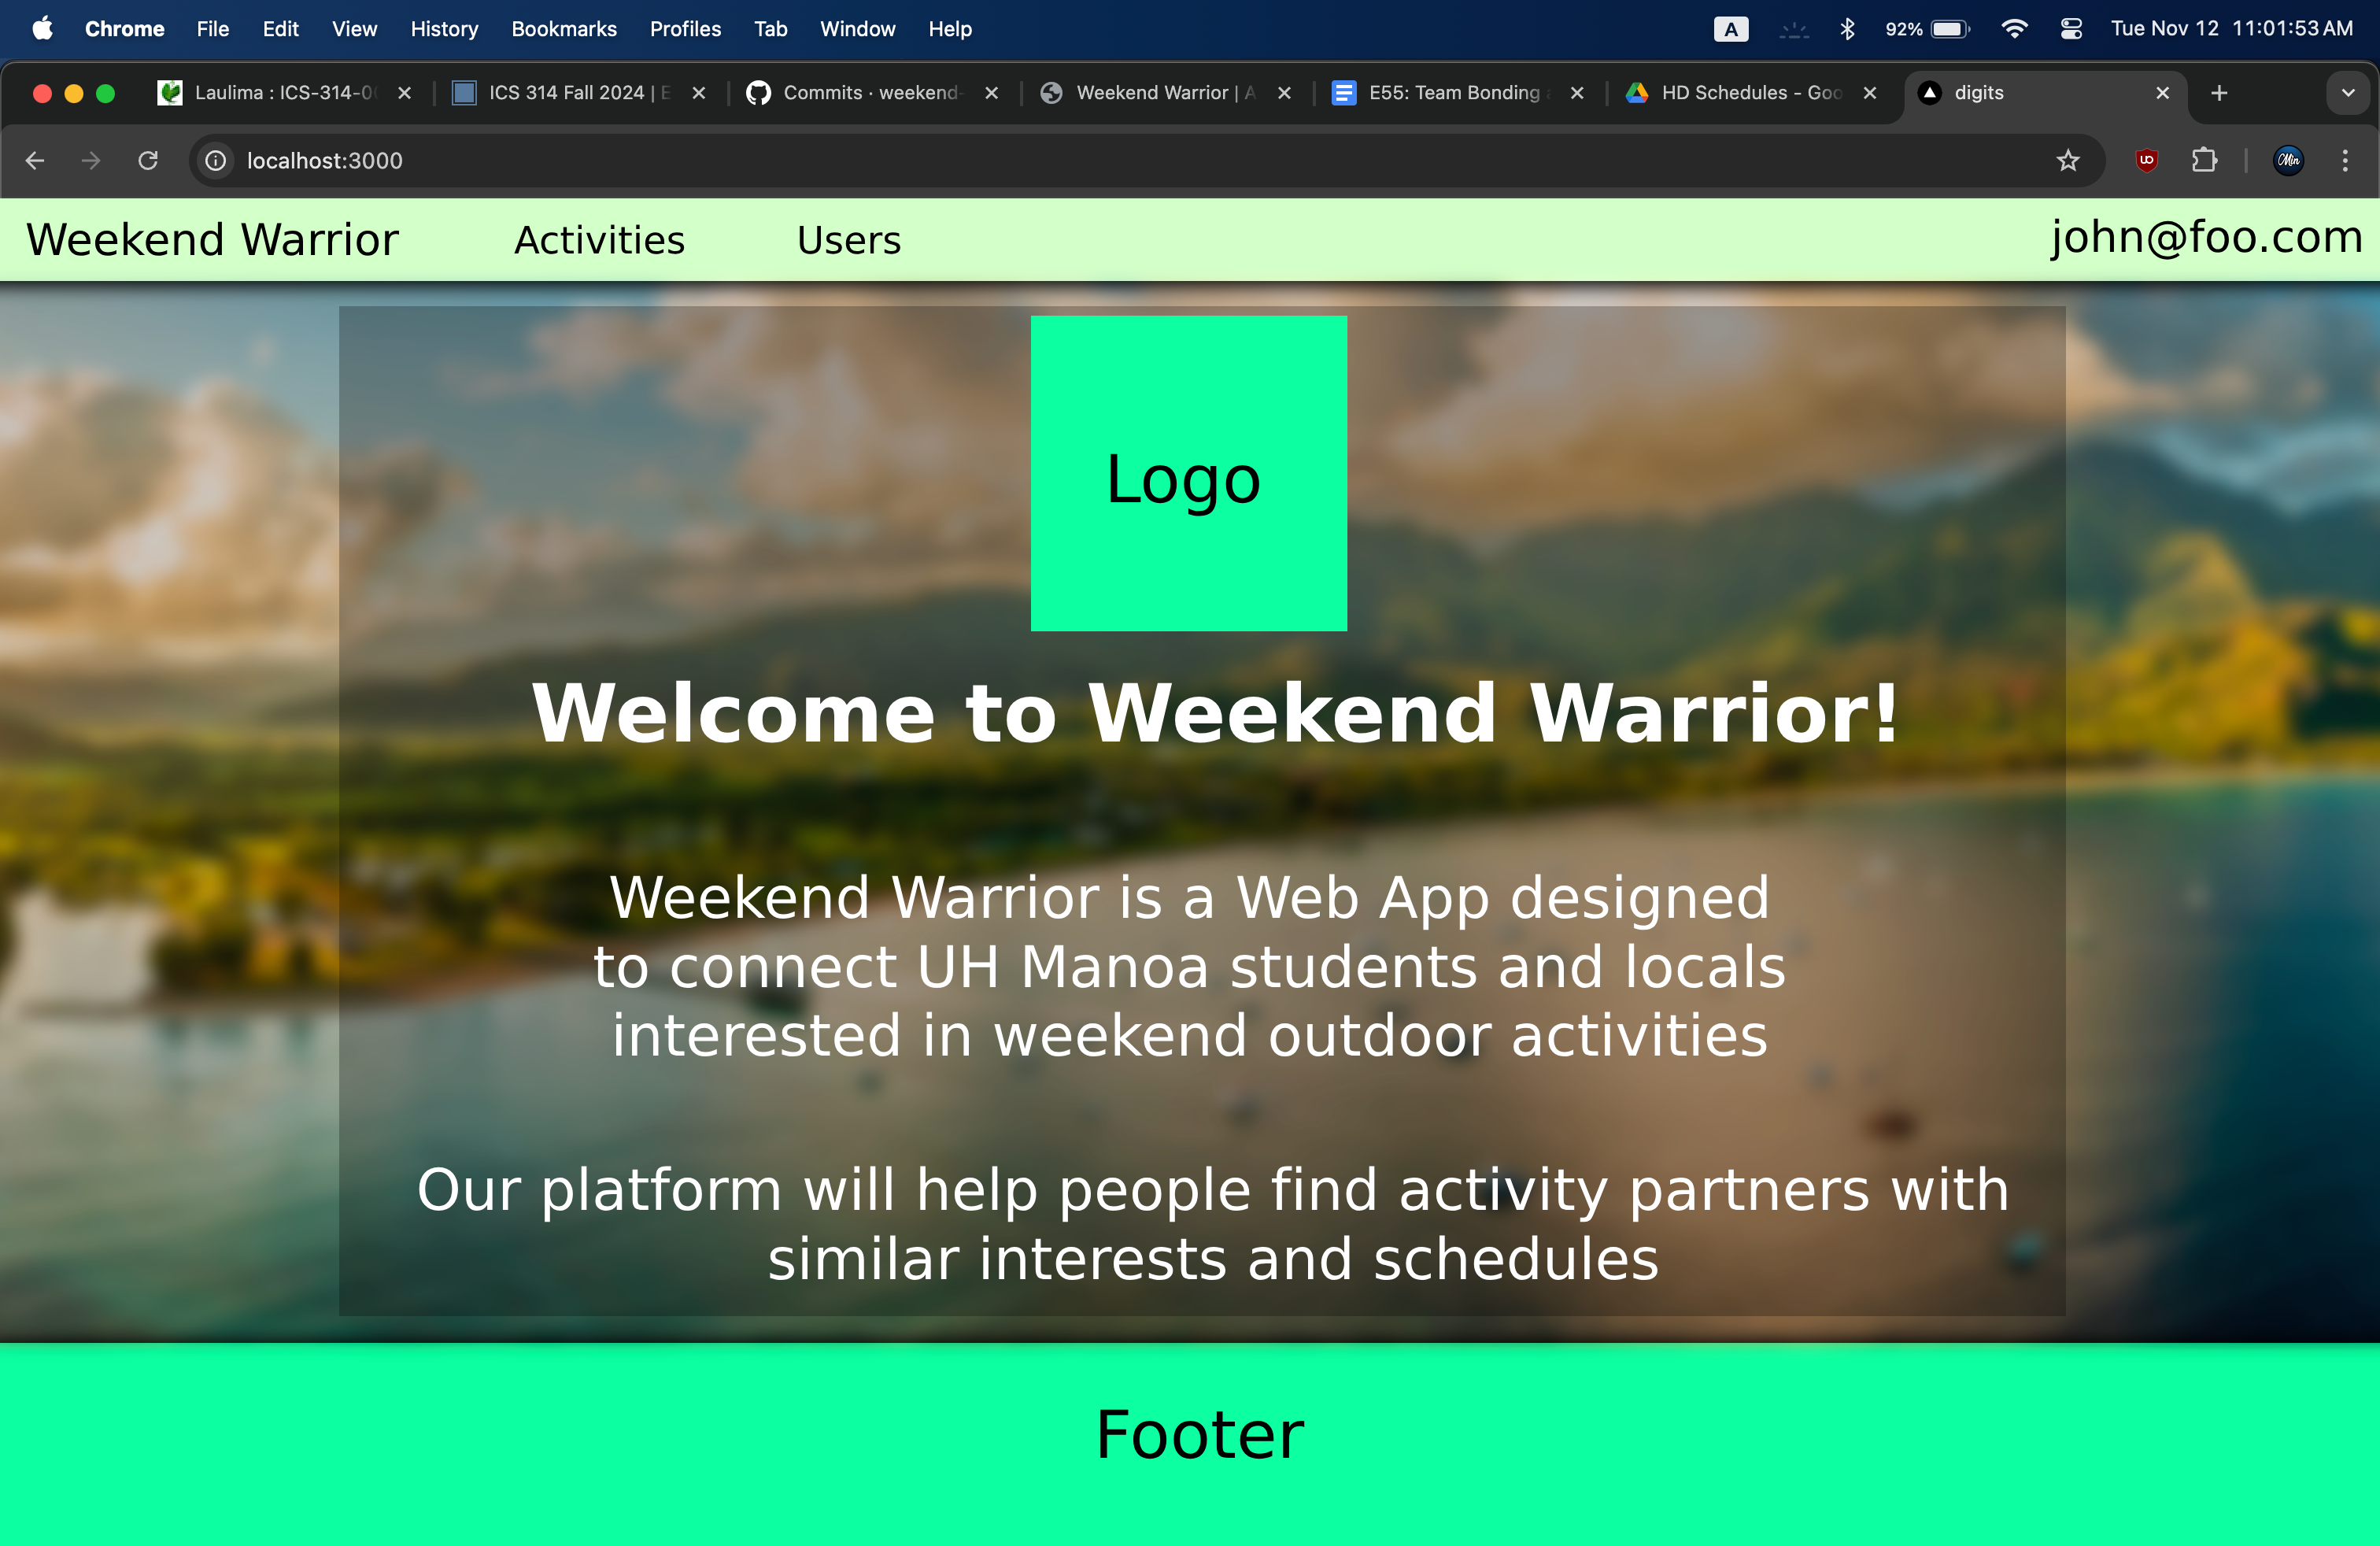 Chrome File Edit View History Bookmarks Profiles Tab Window Help A 92% Tue Nov 12 11:01:53 AM
Laulima : ICS-314-0 ICS 314 Fall 2024 | E Commits · weekend- Weekend Warrior | A E55: Team Bonding HD Schedules - Goo digits
localhost:3000 UO Min
Weekend Warrior Activities Users john@foo.com
Logo
Welcome to Weekend Warrior!
Weekend Warrior is a Web App designed
to connect UH Manoa students and locals
interested in weekend outdoor activities
Our platform will help people find activity partners with
similar interests and schedules
Footer